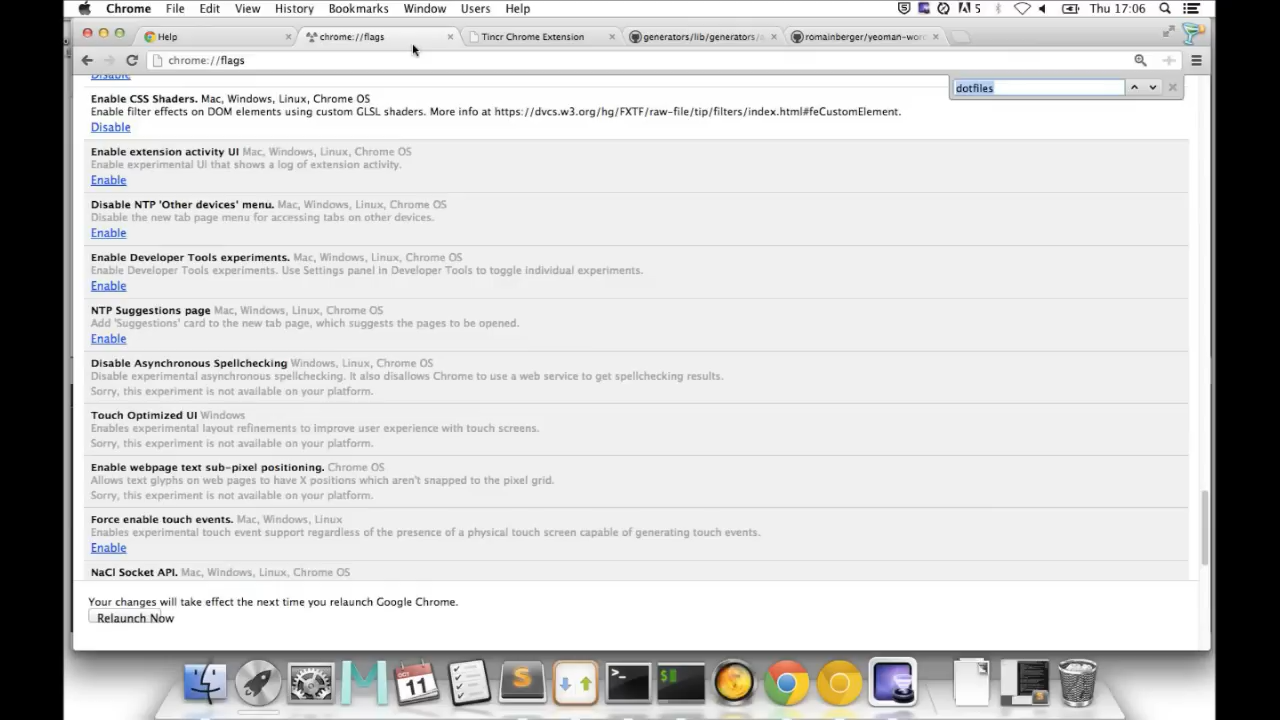 Chrome File Edit View History Bookmarks Window Users Help 5 Thu 17:06
Help chrome://flags Tincr Chrome Extension generators/lib/generators/ romainberger/yeoman-wor
chrome://flags
dotfiles
Disable
Enable CSS Shaders. Mac, Windows, Linux, Chrome OS
Enable filter effects on DOM elements using custom GLSL shaders. More info at https://dvcs.w3.org/hg/FXTF/raw-file/tip/filters/index.html#feCustomElement.
Disable
Enable extension activity UI Mac, Windows, Linux, Chrome OS
Enable experimental UI that shows a log of extension activity.
Enable
Disable NTP 'Other devices' menu. Mac, Windows, Linux, Chrome OS
Disable the new tab page menu for accessing tabs on other devices.
Enable
Enable Developer Tools experiments. Mac, Windows, Linux, Chrome OS
Enable Developer Tools experiments. Use Settings panel in Developer Tools to toggle individual experiments.
Enable
NTP Suggestions page Mac, Windows, Linux, Chrome OS
Add 'Suggestions' card to the new tab page, which suggests the pages to be opened.
Enable
Disable Asynchronous Spellchecking Windows, Linux, Chrome OS
Disable experimental asynchronous spellchecking. It also disallows Chrome to use a web service to get spellchecking results.
Sorry, this experiment is not available on your platform.
Touch Optimized UI Windows
Enables experimental layout refinements to improve user experience with touch screens.
Sorry, this experiment is not available on your platform.
Enable webpage text sub-pixel positioning. Chrome OS
Allows text glyphs on web pages to have X positions which aren't snapped to the pixel grid.
Sorry, this experiment is not available on your platform.
Force enable touch events. Mac, Windows, Linux
Enables experimental touch event support regardless of the presence of a physical touch screen capable of generating touch events.
Enable
NaCl Socket API. Mac, Windows, Linux, Chrome OS
Your changes will take effect the next time you relaunch Google Chrome.
Relaunch Now
OCT
11